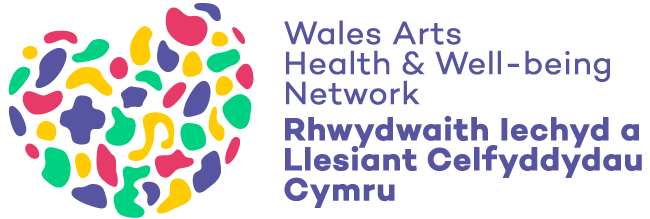 Wales Arts
Health & Well-being
Network
Rhwydwaith Iechyd a
Llesiant Celfyddydau
Cymru